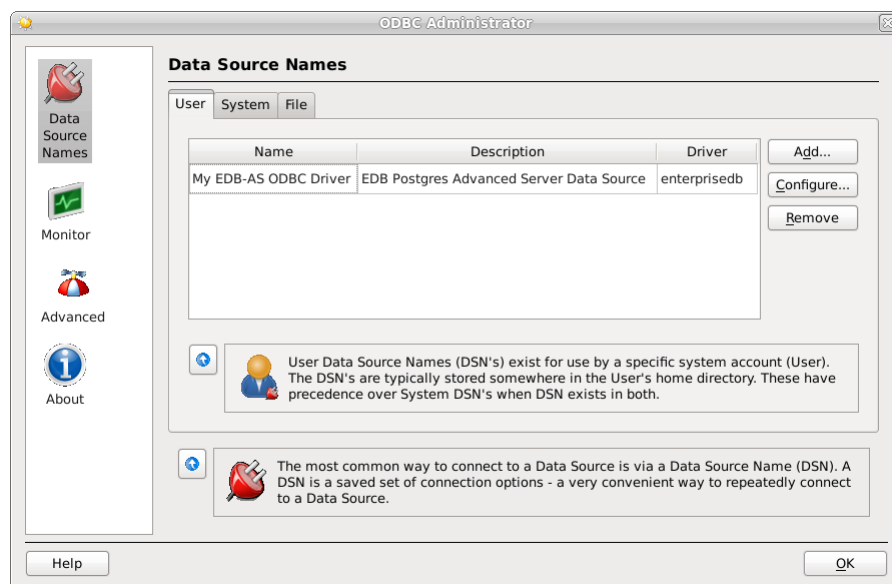 ODBC Administrator
Data
Source
Names
Monitor
Advanced
About
Data Source Names
User System File
Name Description Driver
My EDB-AS ODBC Driver EDB Postgres Advanced Server Data Source enterprisedb
Add...
Configure...
Remove
User Data Source Names (DSN's) exist for use by a specific system account (User).
The DSN's are typically stored somewhere in the User's home directory. These have
precedence over System DSN's when DSN exists in both.
The most common way to connect to a Data Source is via a Data Source Name (DSN). A
DSN is a saved set of connection options - a very convenient way to repeatedly connect
to a Data Source.
Help
OK